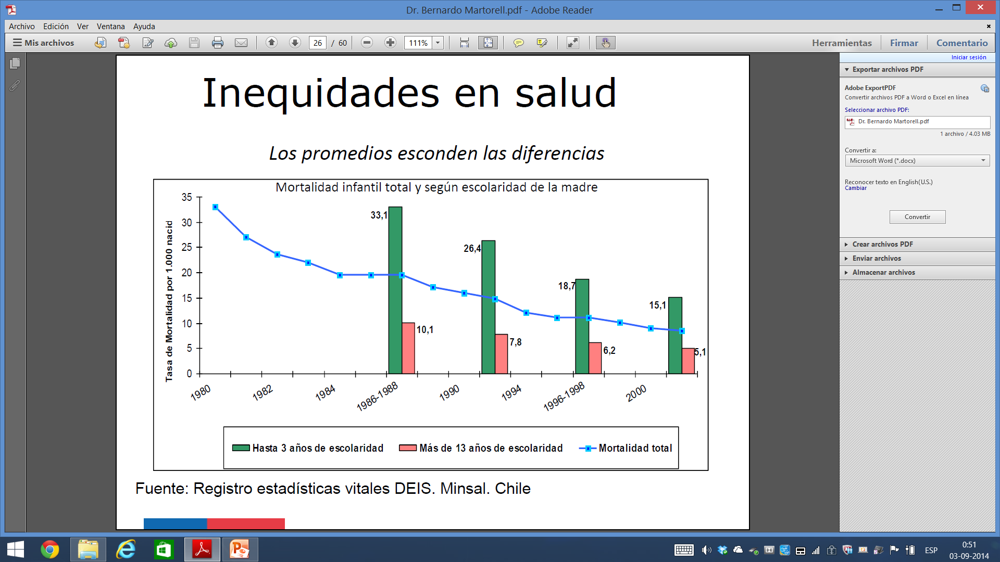 Dr. Bernardo Martorell.pdf - Adobe Reader
Archivo Edición Ver Ventana Ayuda
Mis archivos 26 / 60 111% Herramientas Firmar Comentario
Iniciar sesión
Exportar archivos PDF
Adobe ExportPDF
Convertir archivos PDF a Word o Excel en línea
Seleccionar archivo PDF:
Dr. Bernardo Martorell.pdf
1 archivo / 4.03 MB
Convertir a:
Microsoft Word (*.docx)
Reconocer texto en English(U.S.)
Cambiar
Convertir
Crear archivos PDF
Enviar archivos
Almacenar archivos
Inequidades en salud
Los promedios esconden las diferencias
Mortalidad infantil total y según escolaridad de la madre
Tasa de Mortalidad por 1.000 nacid
35
30
25
20
15
10
5
0
33,1
10,1
26,4
7,8
18,7
6,2
15,1
5,1
1980
1982
1984
1986-1988
1990
1994
1996-1998
2000
Hasta 3 años de escolaridad
Más de 13 años de escolaridad
Mortalidad total
Fuente: Registro estadísticas vitales DEIS. Minsal. Chile
ESP
0:51
03-09-2014